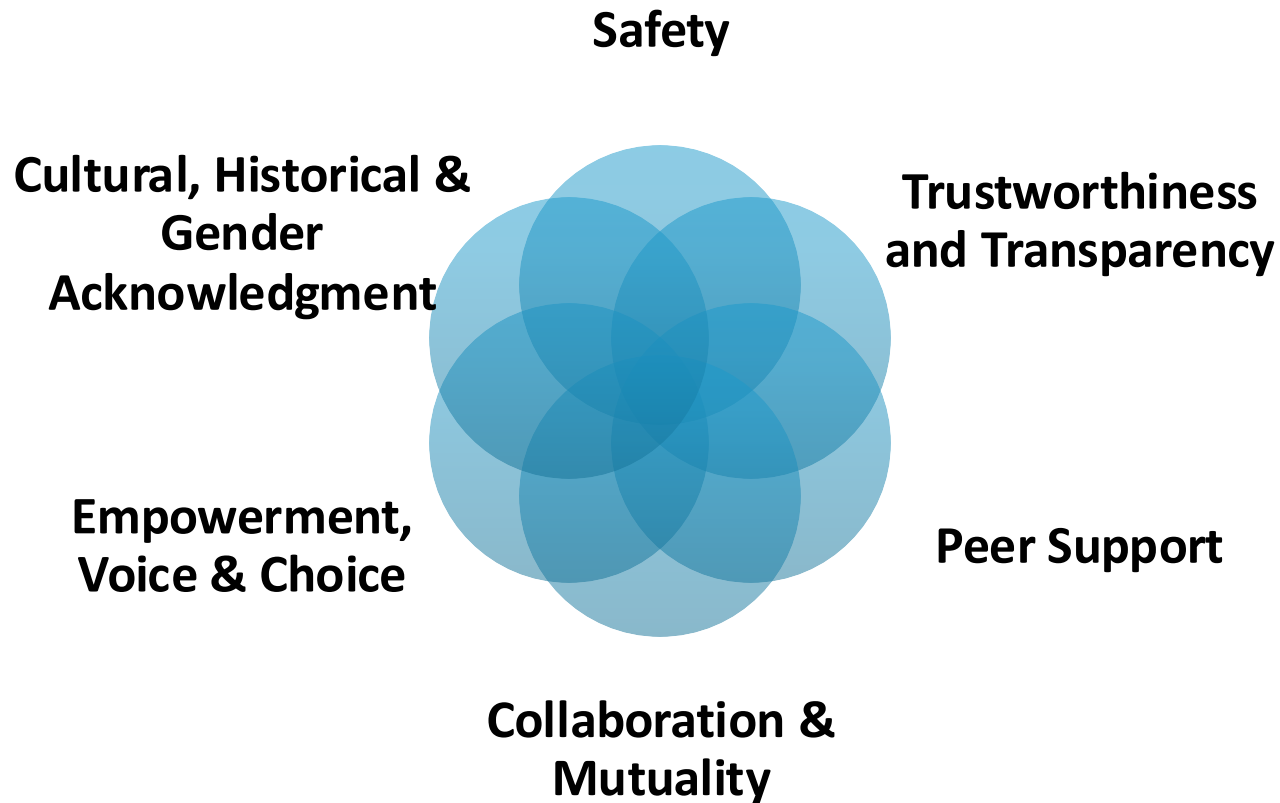 Safety
Cultural, Historical &
Gender
Acknowledgment
Trustworthiness
and Transparency
Empowerment,
Voice & Choice
Peer Support
Collaboration &
Mutuality